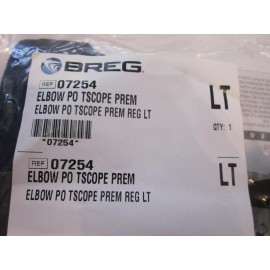 BREG
REF 07254
ELBOW PO TSCOPE PREM
ELBOW PO TSCOPE PREM REG LT
LT
QTY: 1
*07254*
REF 07254
ELBOW PO TSCOPE PREM
ELBOW PO TSCOPE PREM REG LT
LT